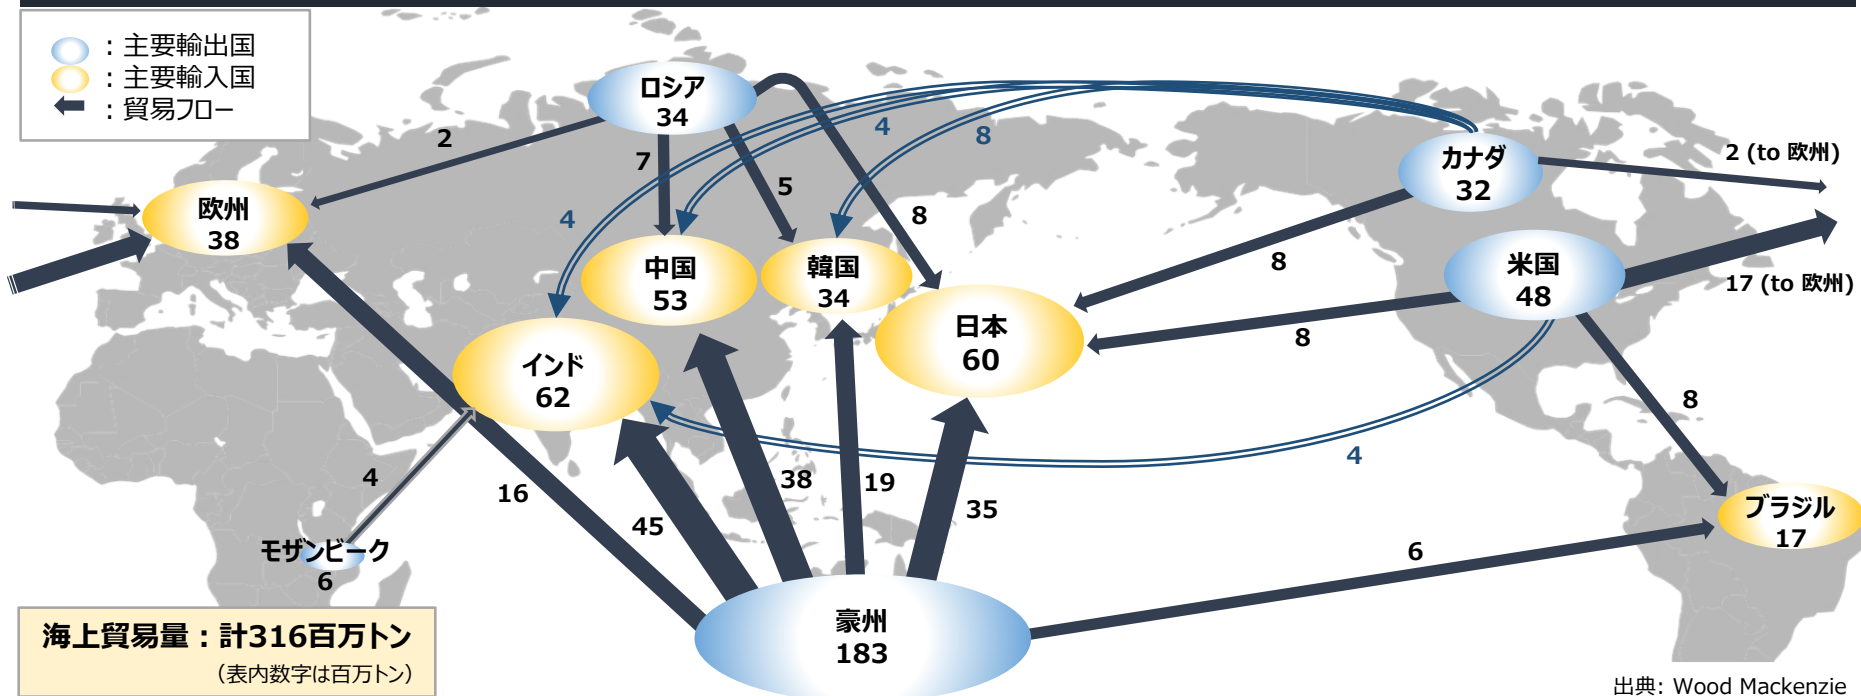 ：主要輸出国
：主要輸入国
：貿易フロー
ロシア
34
2
7
5
8
4
8
4
カナダ
32
2 (to 欧州)
欧州
38
中国
53
韓国
34
8
米国
48
17 (to 欧州)
日本
60
8
インド
62
8
4
4
16
45
38
19
35
ブラジル
17
6
モザンビーク
6
豪州
183
海上貿易量：計316百万トン
（表内数字は百万トン）
出典: Wood Mackenzie